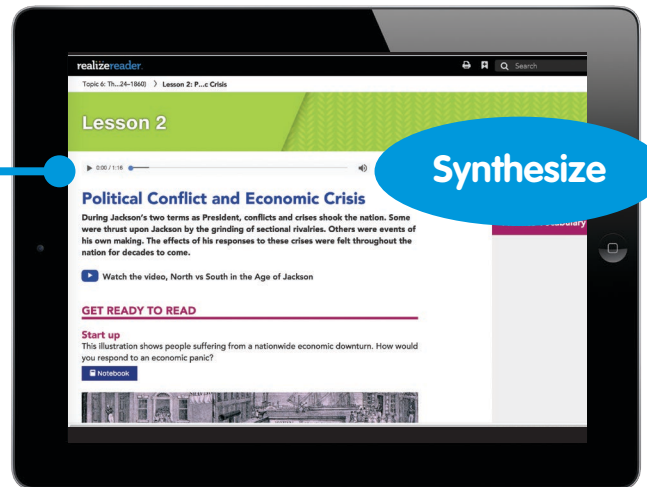 realizereader.
Search
Topic 6: Th...24–1860) > Lesson 2: P...c Crisis
Lesson 2
0:00 / 1:16
Synthesize
Political Conflict and Economic Crisis
During Jackson's two terms as President, conflicts and crises shook the nation. Some
were thrust upon Jackson by the grinding of sectional rivalries. Others were events of
his own making. The effects of his responses to these crises were felt throughout the
nation for decades to come.
Watch the video, North vs South in the Age of Jackson
GET READY TO READ
Start up
This illustration shows people suffering from a nationwide economic downturn. How would
you respond to an economic panic?
Notebook